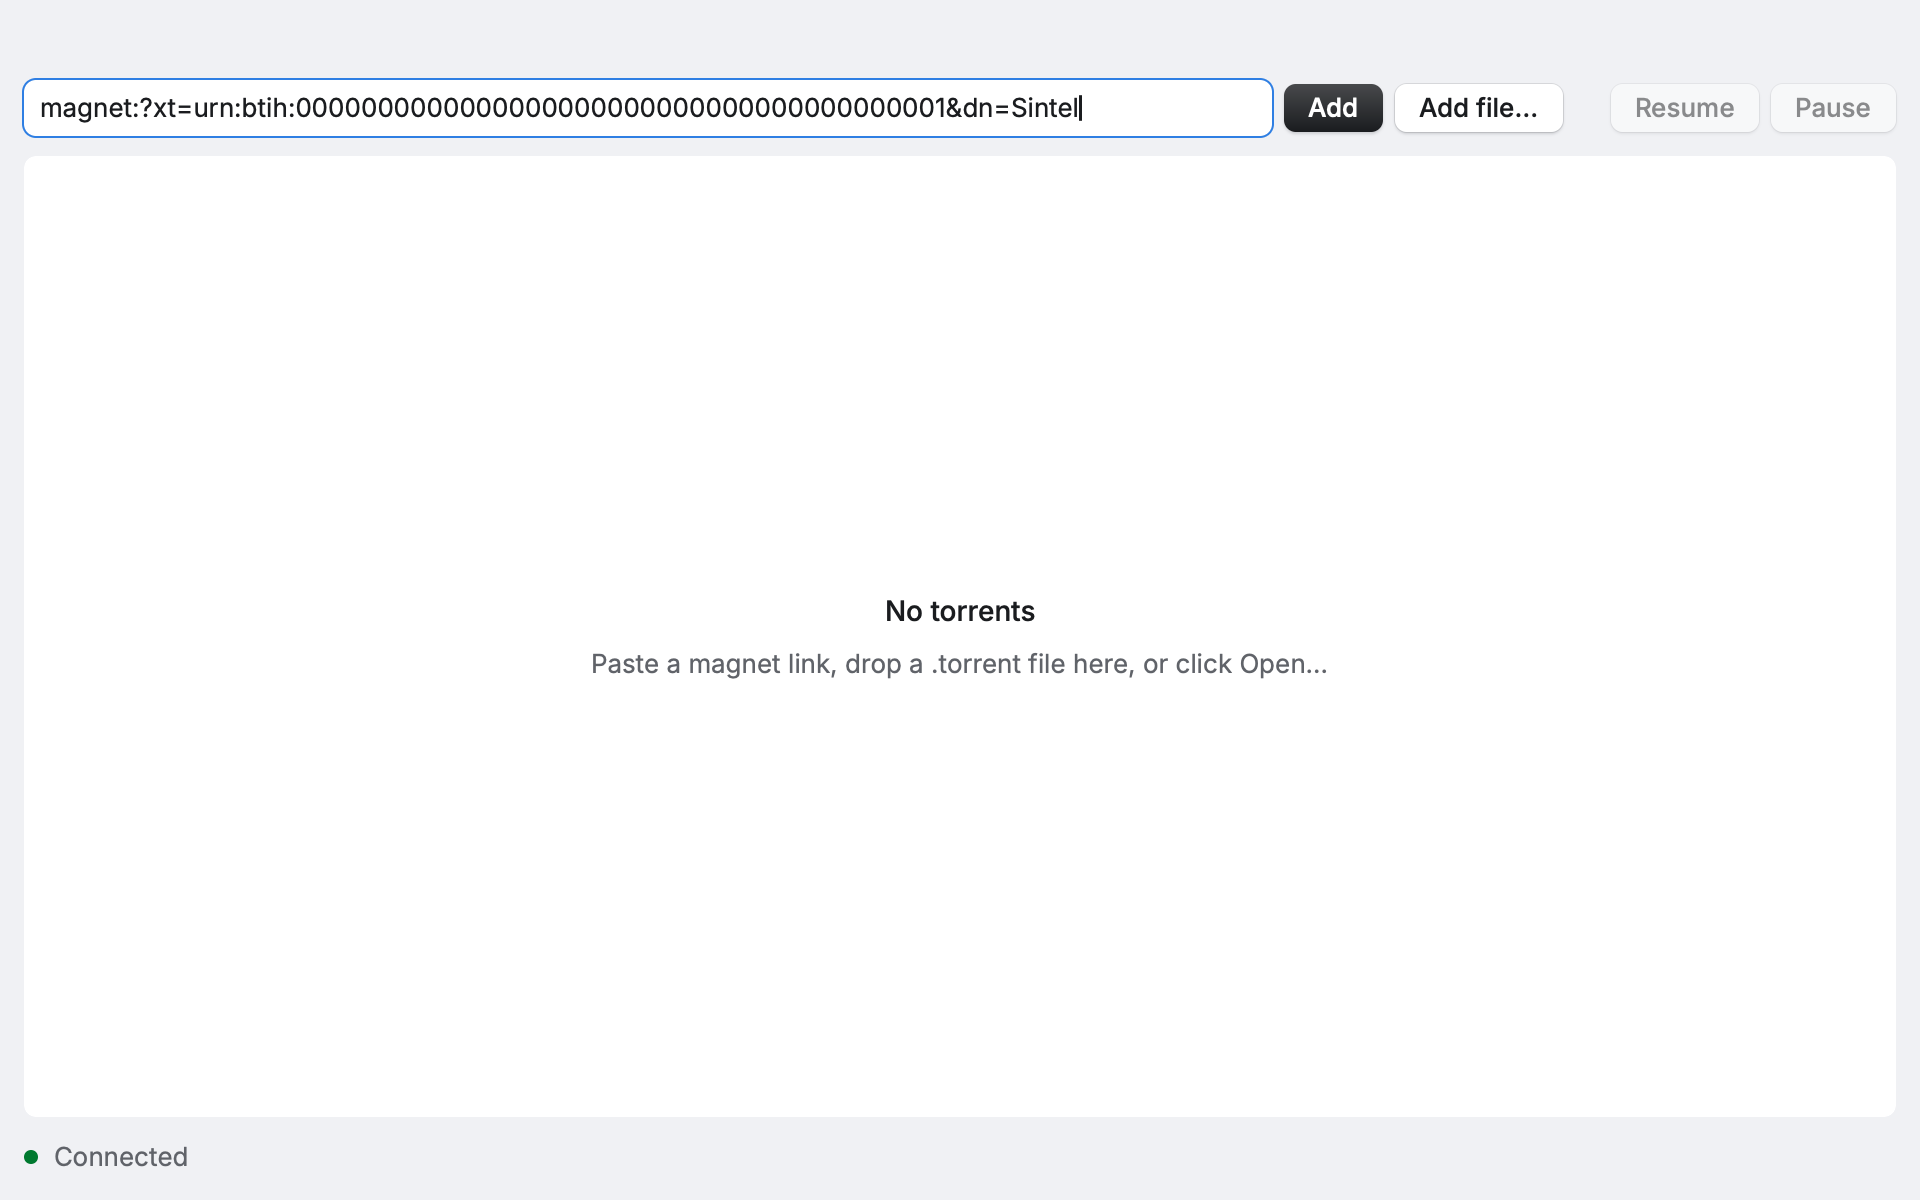 magnet:?xt=urn:btih:0000000000000000000000000000000000000001&dn=Sintel
Add
Add file...
Resume
Pause
No torrents
Paste a magnet link, drop a .torrent file here, or click Open...
Connected